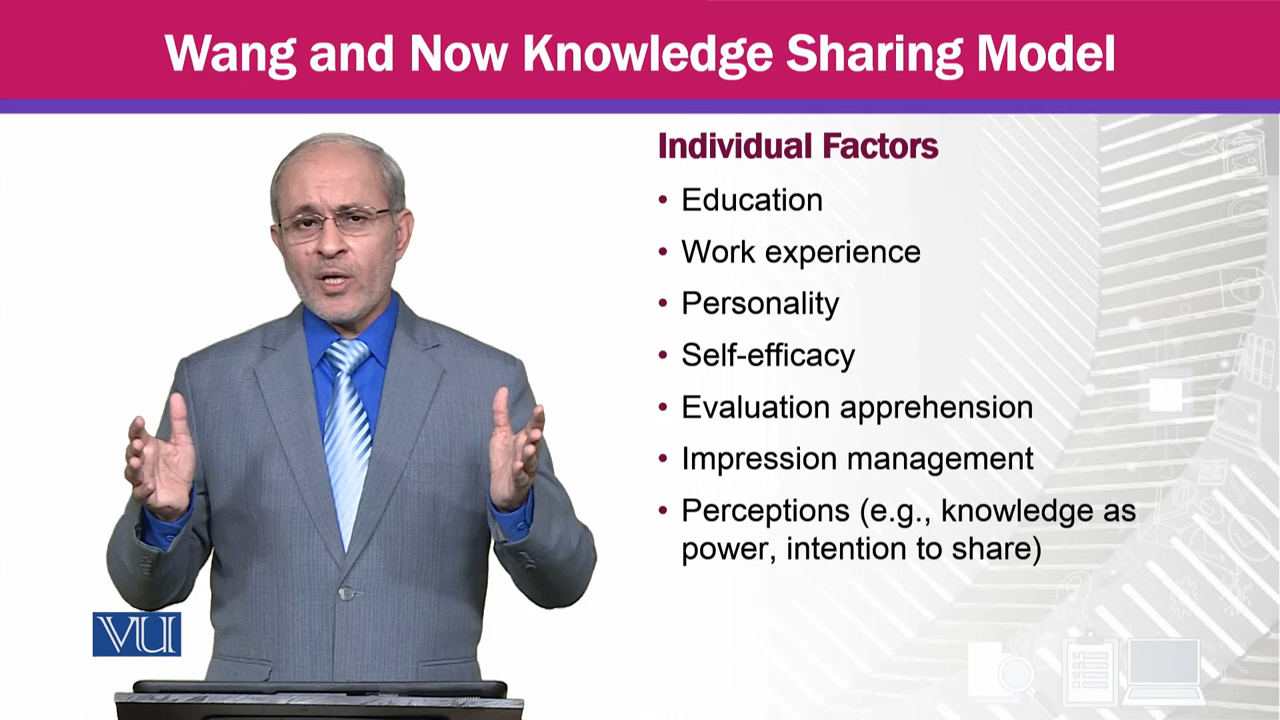 Wang and Now Knowledge Sharing Model
Individual Factors
• Education
• Work experience
• Personality
• Self-efficacy
• Evaluation apprehension
• Impression management
• Perceptions (e.g., knowledge as
power, intention to share)
VU